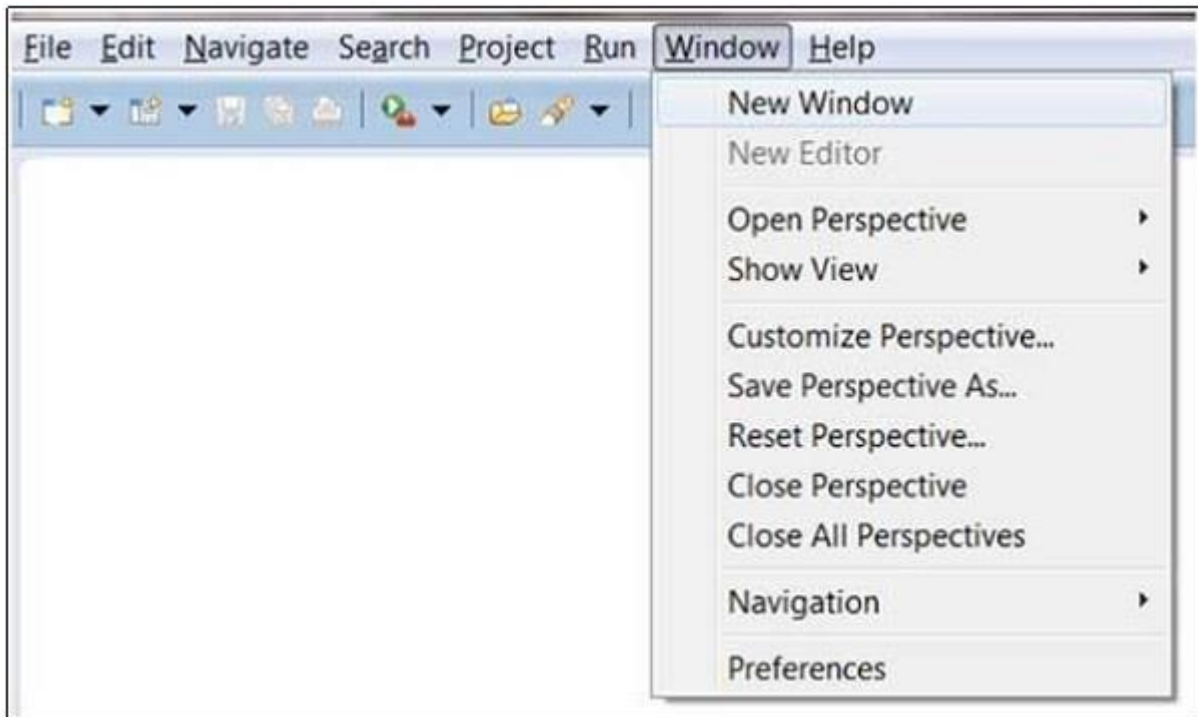 File Edit Navigate Search Project Run Window Help
New Window
New Editor
Open Perspective
Show View
Customize Perspective...
Save Perspective As...
Reset Perspective...
Close Perspective
Close All Perspectives
Navigation
Preferences